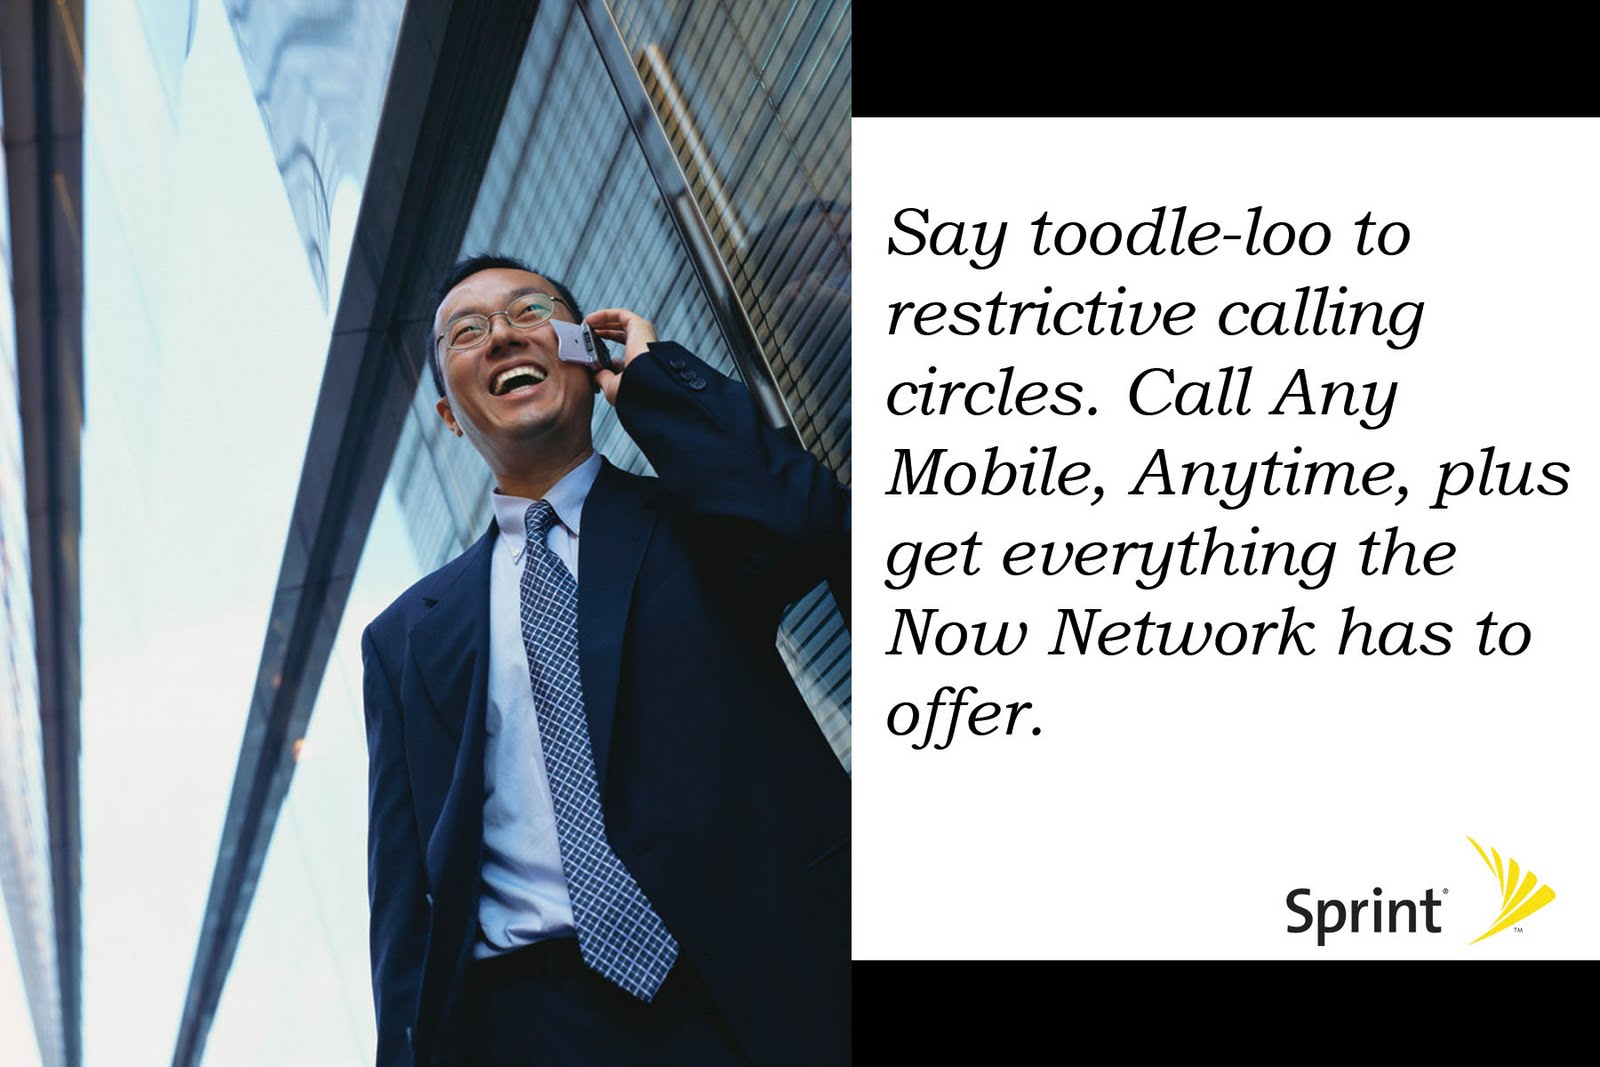 Say toodle-loo to
restrictive calling
circles. Call Any
Mobile, Anytime, plus
get everything the
Now Network has to
offer.
Sprint®
TM